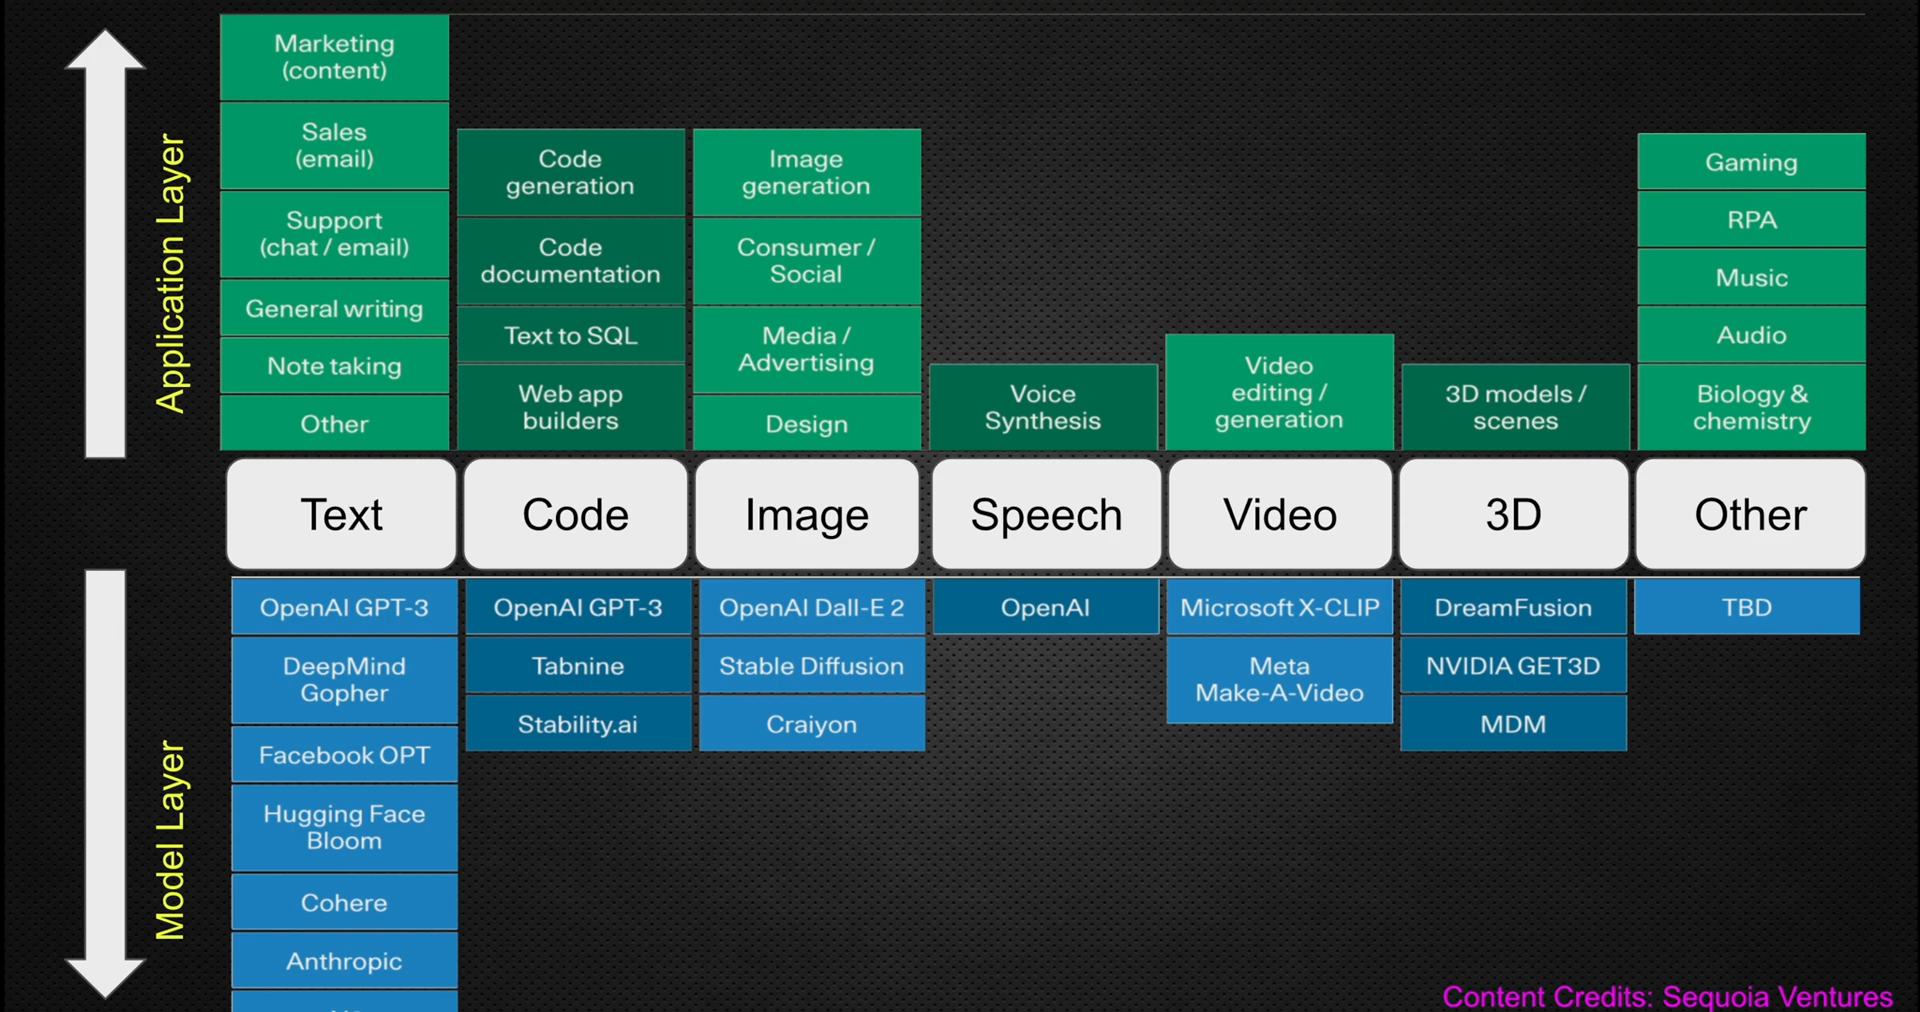 Application Layer
Marketing
(content)
Sales
(email)
Support
(chat / email)
General writing
Note taking
Other
Code
generation
Code
documentation
Text to SQL
Web app
builders
Image
generation
Consumer /
Social
Media /
Advertising
Design
Voice
Synthesis
Video
editing /
generation
3D models /
scenes
Gaming
RPA
Music
Audio
Biology &
chemistry
Text
Code
Image
Speech
Video
3D
Other
Model Layer
OpenAI GPT-3
DeepMind
Gopher
Facebook OPT
Hugging Face
Bloom
Cohere
Anthropic
OpenAI GPT-3
Tabnine
Stability.ai
OpenAI Dall-E 2
Stable Diffusion
Craiyon
OpenAI
Microsoft X-CLIP
Meta
Make-A-Video
DreamFusion
NVIDIA GET3D
MDM
TBD
Content Credits: Sequoia Ventures